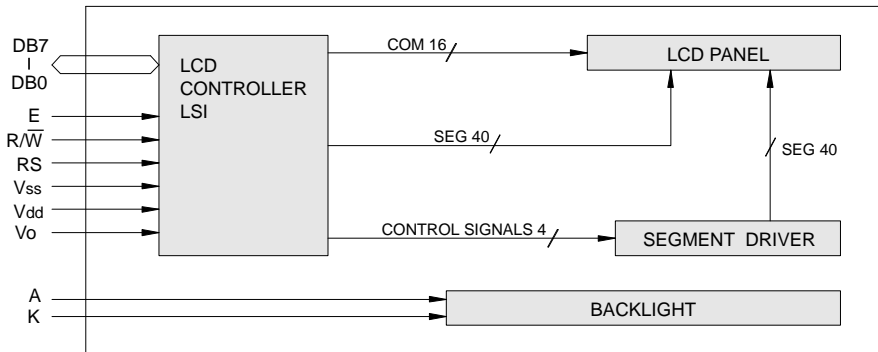 DB7
I
DB0
E
R/W̅
RS
Vss
Vdd
Vo
A
K
LCD
CONTROLLER
LSI
COM 16
SEG 40
CONTROL SIGNALS 4
LCD PANEL
SEG 40
SEGMENT DRIVER
BACKLIGHT